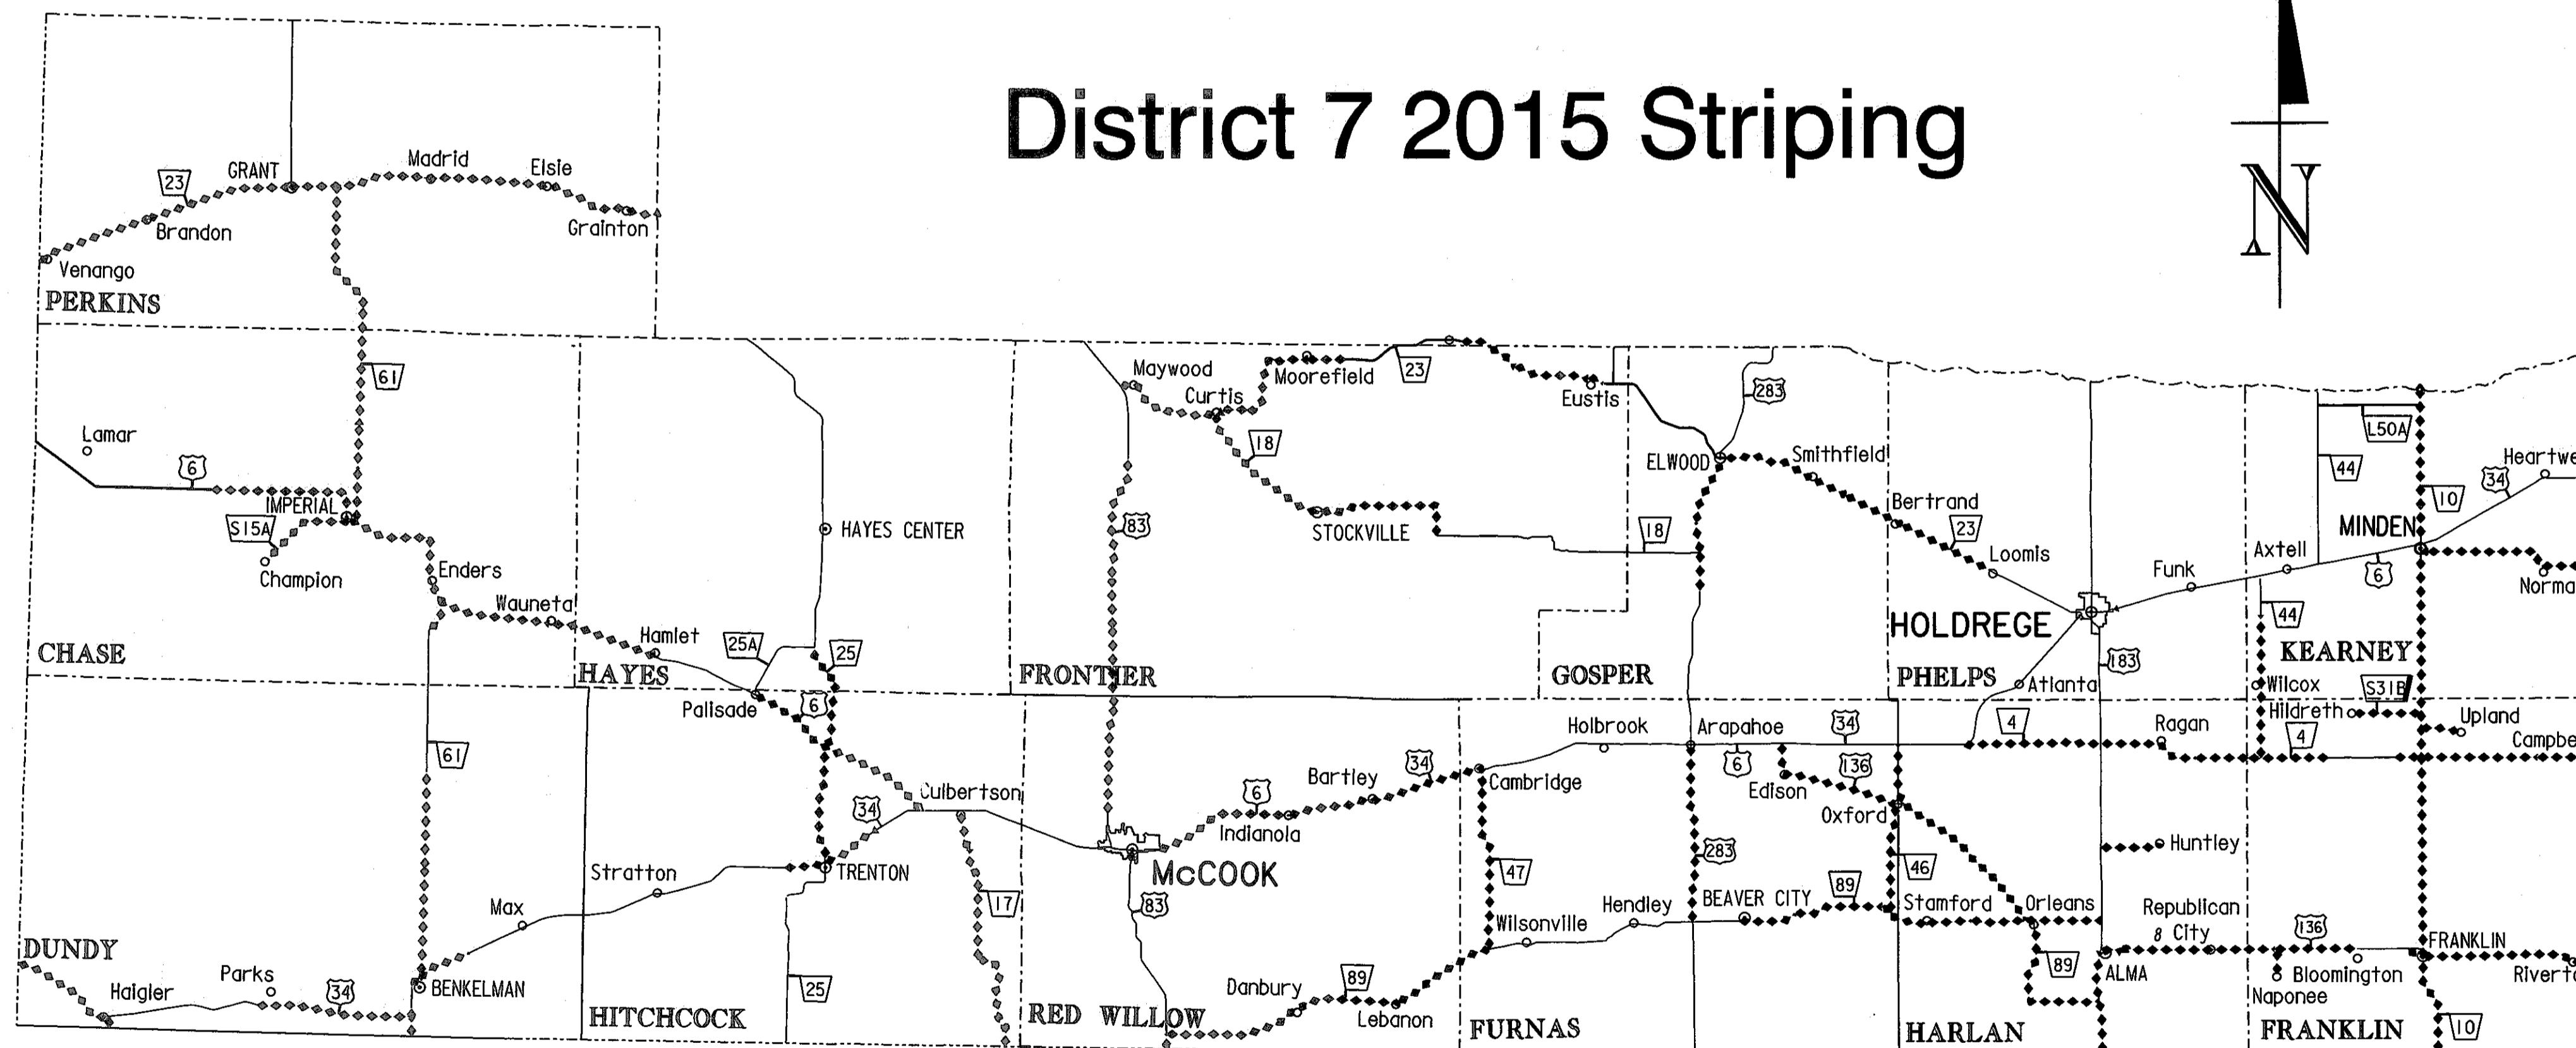 District 7 2015 Striping
N
GRANT
Madrid
Elsie
23
Brandon
Grainton
Venango
PERKINS
61
Lamar
6
IMPERIAL
S15A
Champion
Enders
Wauneta
CHASE
Hamlet
HAYES
25A
25
HAYES CENTER
Maywood
Curtis
Moorefield
23
Eustis
18
STOCKVILLE
83
FRONTIER
283
ELWOOD
Smithfield
18
Bertrand
23
Loomis
GOSPER
HOLDREGE
PHELPS
Atlanta
183
Funk
Axtell
L50A
44
10
34
Heartwe
MINDEN
6
Norma
44
KEARNEY
Wilcox
S31B
Hildreth
Upland
4
Campbe
Palisade
6
61
34
Culbertson
Stratton
TRENTON
Max
17
DUNDY
Haigler
Parks
34
BENKELMAN
HITCHCOCK
25
6
Indianola
Bartley
34
McCOOK
83
Danbury
89
Lebanon
RED WILLOW
Holbrook
Cambridge
Arapahoe
34
6
136
Edison
Oxford
47
283
46
Wilsonville
Hendley
BEAVER CITY
89
Stamford
Orleans
FURNAS
4
Ragan
Huntley
Republican
City
89
ALMA
HARLAN
136
Bloomington
Naponee
FRANKLIN
Riverto
FRANKLIN
10